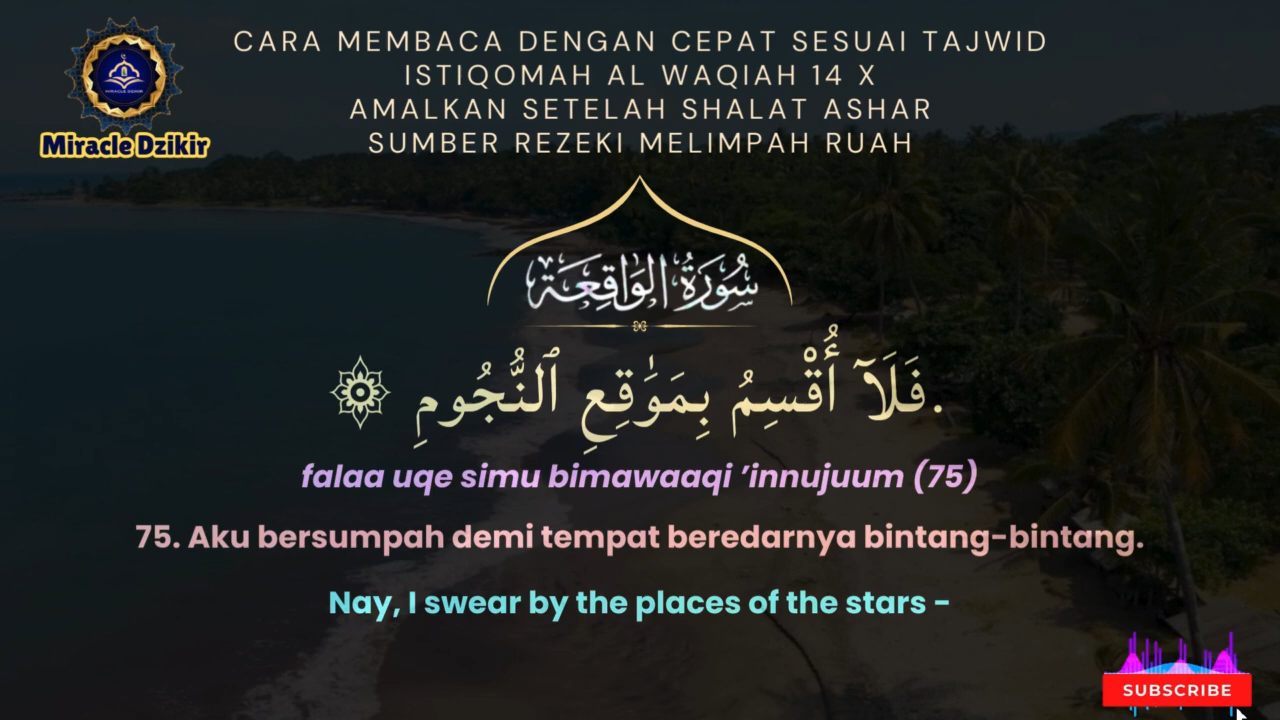 CARA MEMBACA DENGAN CEPAT SESUAI TAJWID
ISTIQOMAH AL WAQIAH 14 X
AMALKAN SETELAH SHALAT ASHAR
SUMBER REZEKI MELIMPAH RUAH
MIRACLE DZIKIR
Miracle Dzikir
سُورَةُ الوَاقِعَة
.فَلَآ أُقْسِمُ بِمَوَٰقِعِ ٱلنُّجُومِ
falaa uqe simu bimawaaqi ’innujuum (75)
75. Aku bersumpah demi tempat beredarnya bintang-bintang.
Nay, I swear by the places of the stars -
SUBSCRIBE